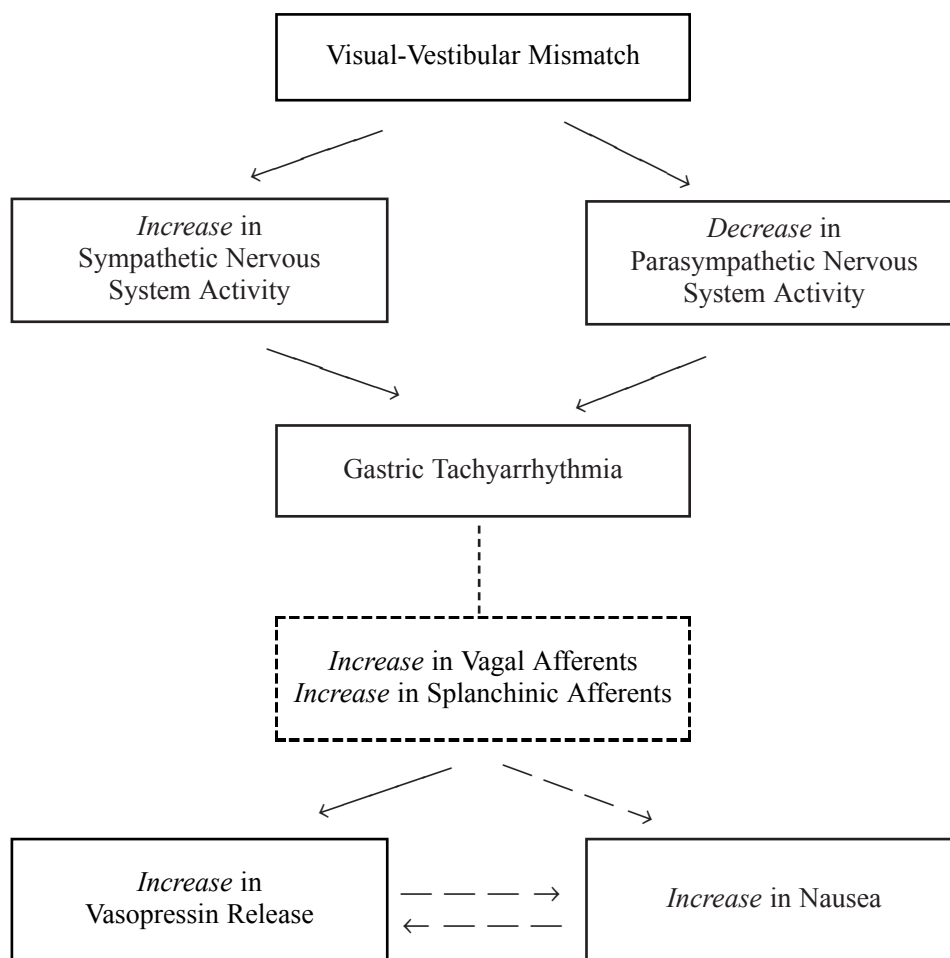 Visual-Vestibular Mismatch
Increase in
Sympathetic Nervous
System Activity
Decrease in
Parasympathetic Nervous
System Activity
Gastric Tachyarrhythmia
Increase in Vagal Afferents
Increase in Splanchinic Afferents
Increase in
Vasopressin Release
Increase in Nausea